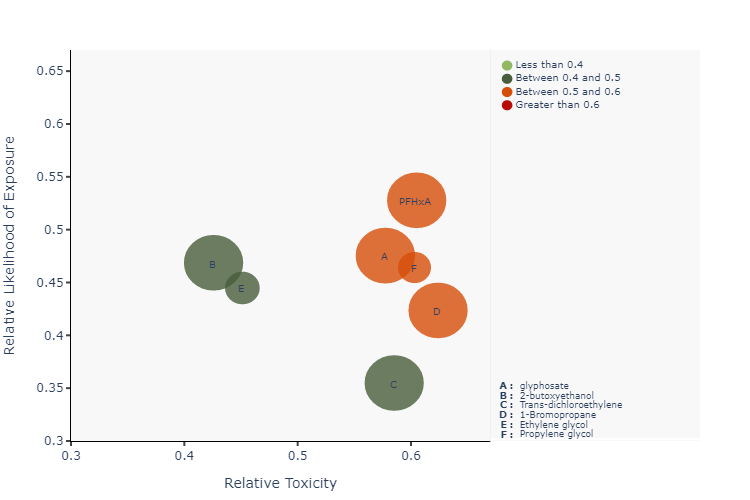 Less than 0.4
Between 0.4 and 0.5
Between 0.5 and 0.6
Greater than 0.6
Relative Likelihood of Exposure
0.65
0.6
0.55
0.5
0.45
0.4
0.35
0.3
PFHxA
A
B
F
E
D
C
A : glyphosate
B : 2-butoxyethanol
C : Trans-dichloroethylene
D : 1-Bromopropane
E : Ethylene glycol
F : Propylene glycol
0.3 0.4 0.5 0.6
Relative Toxicity